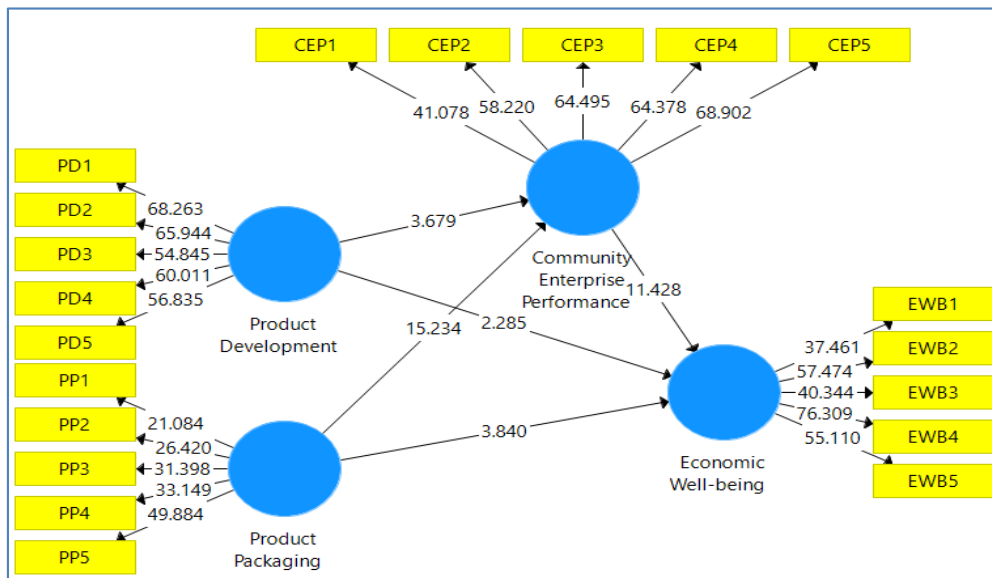 CEP1 CEP2 CEP3 CEP4 CEP5
41.078 58.220 64.495 64.378 68.902
PD1
PD2
PD3
PD4
PD5
68.263
65.944
54.845
60.011
56.835
Product
Development
3.679
Community
Enterprise
Performance
11.428
15.234
2.285
3.840
PP1
PP2
PP3
PP4
PP5
21.084
26.420
31.398
33.149
49.884
Product
Packaging
Economic
Well-being
37.461
57.474
40.344
76.309
55.110
EWB1
EWB2
EWB3
EWB4
EWB5